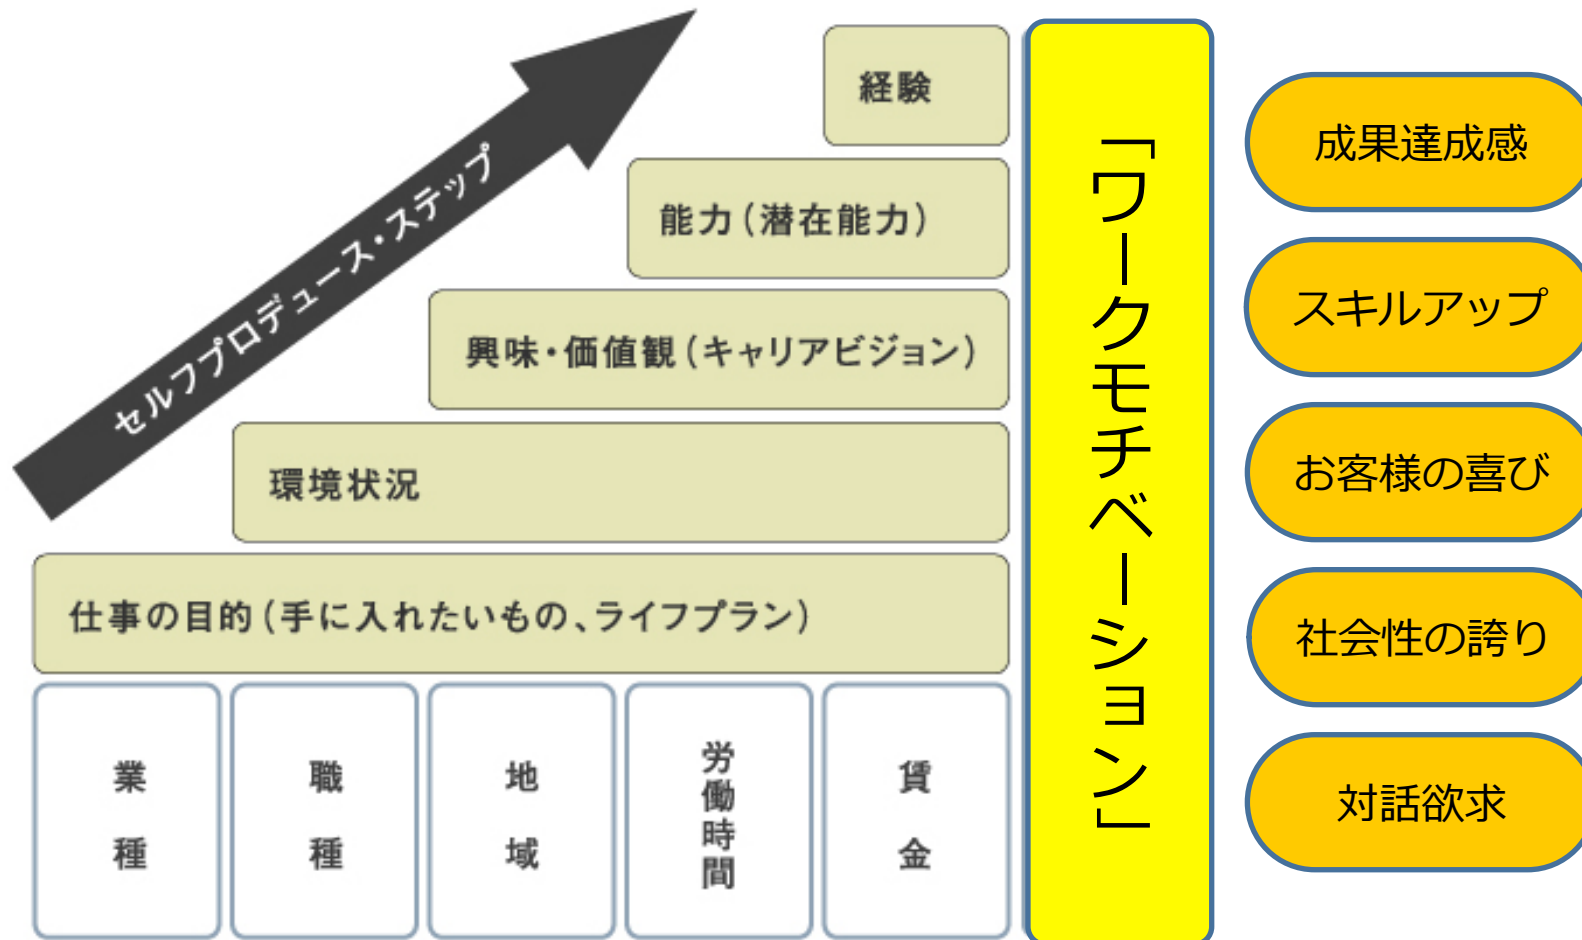 セルフプロデュース・ステップ
経験
能力（潜在能力）
興味・価値観（キャリアビジョン）
環境状況
仕事の目的（手に入れたいもの、ライフプラン）
業種
職種
地域
労働時間
賃金
「ワークモチベーション」
成果達成感
スキルアップ
お客様の喜び
社会性の誇り
対話欲求